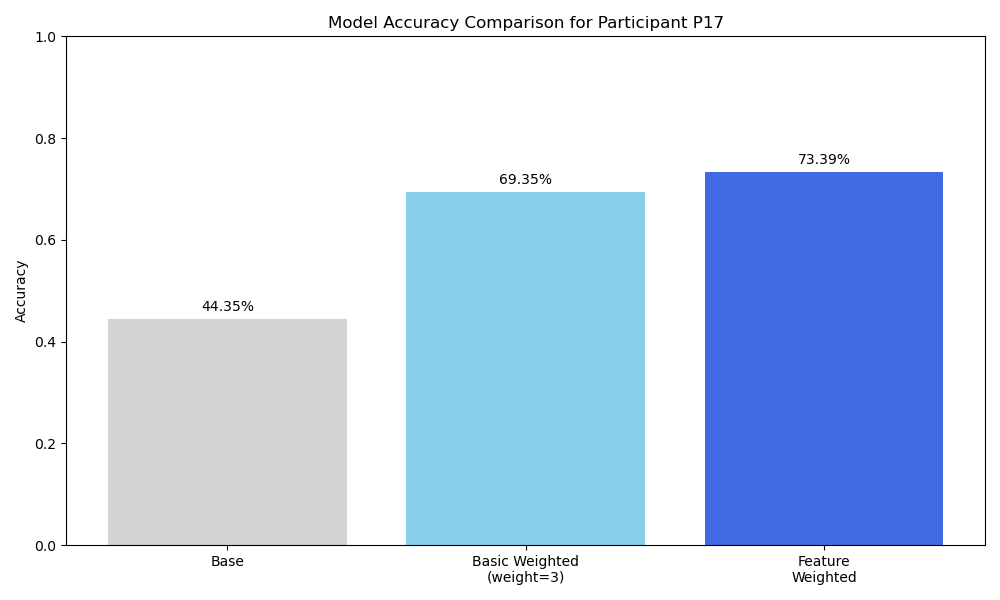 Model Accuracy Comparison for Participant P17
1.0
0.8
0.6
0.4
0.2
0.0
Accuracy
44.35%
69.35%
73.39%
Base
Basic Weighted
(weight=3)
Feature
Weighted